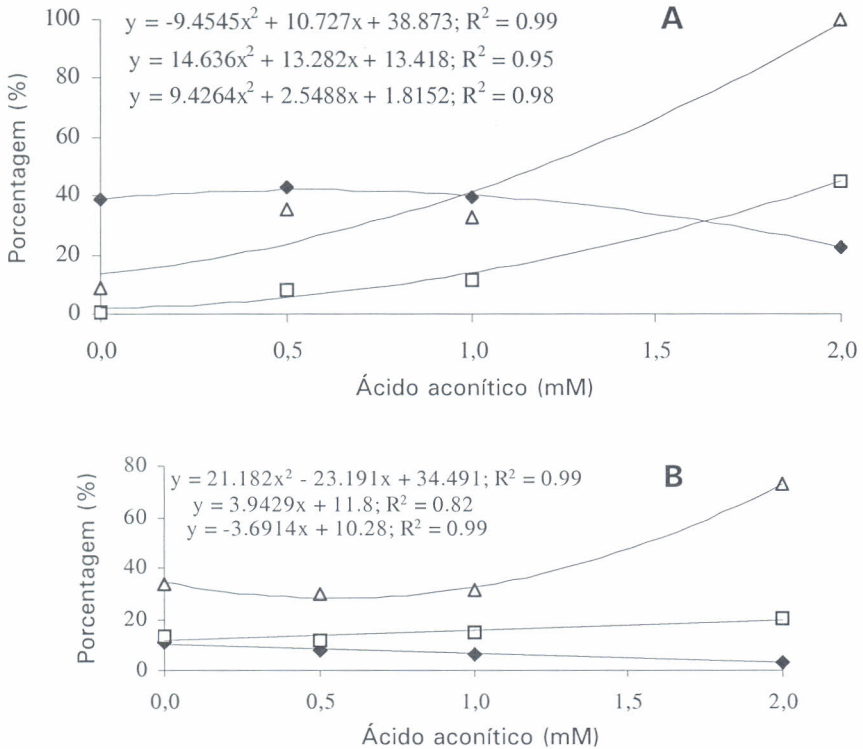 A
y = -9.4545x² + 10.727x + 38.873; R² = 0.99
y = 14.636x² + 13.282x + 13.418; R² = 0.95
y = 9.4264x² + 2.5488x + 1.8152; R² = 0.98
Porcentagem (%)
100
80
60
40
20
0
0,0 0,5 1,0 1,5 2,0
Ácido aconítico (mM)
B
y = 21.182x² - 23.191x + 34.491; R² = 0.99
y = 3.9429x + 11.8; R² = 0.82
y = -3.6914x + 10.28; R² = 0.99
Porcentagem (%)
80
60
40
20
0
0,0 0,5 1,0 1,5 2,0
Ácido aconítico (mM)